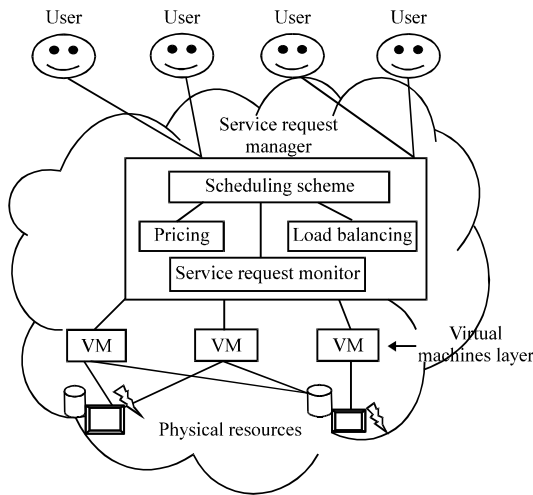 User
User
User
User
Service request
manager
Scheduling scheme
Pricing
Load balancing
Service request monitor
VM
VM
VM
Virtual
machines layer
Physical resources